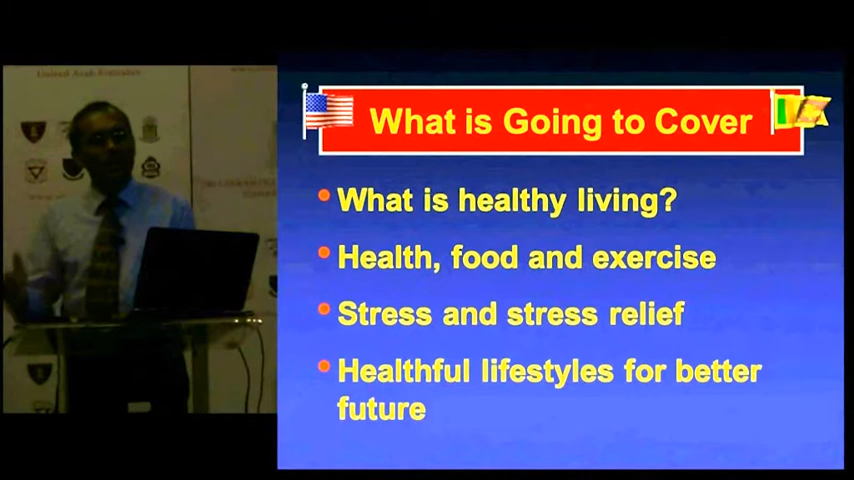 United Arab Emirates
What is Going to Cover
What is healthy living?
Health, food and exercise
Stress and stress relief
Healthful lifestyles for better
future